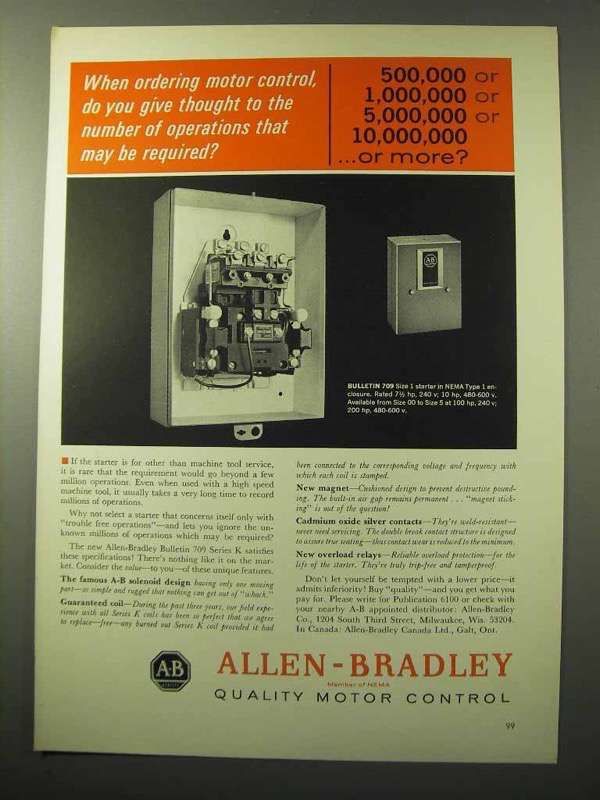 When ordering motor control,
do you give thought to the
number of operations that
may be required?
500,000 or
1,000,000 or
5,000,000 or
10,000,000
...or more?
A-B
BULLETIN 709 Size 1 starter in NEMA Type 1 en-
closure. Rated 7½ hp, 240 v; 10 hp, 480-600 v.
Available from Size 00 to Size 5 at 100 hp, 240 v;
200 hp, 480-600 v.
If the starter is for other than machine tool service,
it is rare that the requirement would go beyond a few
million operations. Even when used with a high speed
machine tool, it usually takes a very long time to record
millions of operations.
Why not select a starter that concerns itself only with
"trouble free operations"—and lets you ignore the un-
known millions of operations which may be required?
The new Allen-Bradley Bulletin 709 Series K satisfies
these specifications! There's nothing like it on the mar-
ket. Consider the value—to you—of these unique features.
The famous A-B solenoid design having only one moving
part—so simple and rugged that nothing can get out of "whack."
Guaranteed coil—During the past three years, our field expe-
rience with all Series K coils has been so perfect that we agree
to replace—free—any burned out Series K coil provided it had
been connected to the corresponding voltage and frequency with
which each coil is stamped.
New magnet—Cushioned design to prevent destructive pound-
ing. The built-in air gap remains permanent . . . "magnet stick-
ing" is out of the question!
Cadmium oxide silver contacts—They're weld-resistant—
never need servicing. The double break contact structure is designed
to assure true seating—thus contact wear is reduced to the minimum.
New overload relays—Reliable overload protection—for the
life of the starter. They're truly trip-free and tamperproof.
Don't let yourself be tempted with a lower price—it
admits inferiority! Buy "quality"—and you get what you
pay for. Please write for Publication 6100 or check with
your nearby A-B appointed distributor: Allen-Bradley
Co., 1204 South Third Street, Milwaukee, Wis. 53204.
In Canada: Allen-Bradley Canada Ltd., Galt, Ont.
A-B
ALLEN-BRADLEY
Member of NEMA
QUALITY MOTOR CONTROL
99